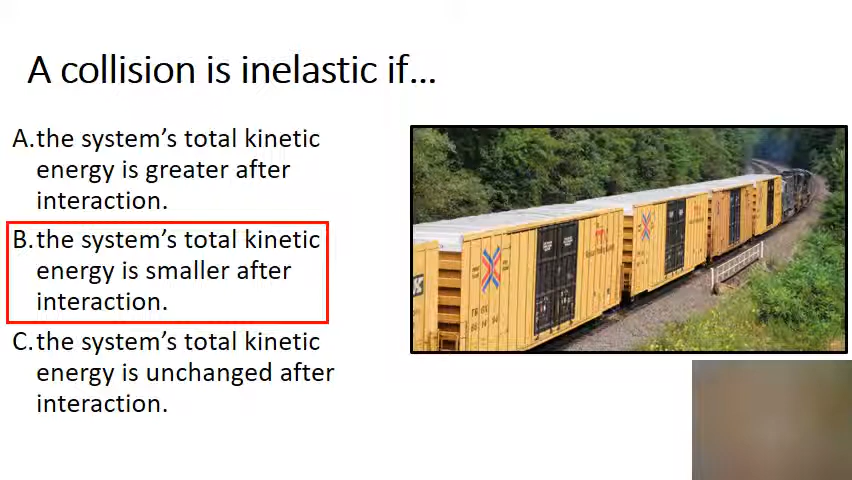 A collision is inelastic if...
A.the system's total kinetic
energy is greater after
interaction.
B.the system's total kinetic
energy is smaller after
interaction.
C.the system's total kinetic
energy is unchanged after
interaction.